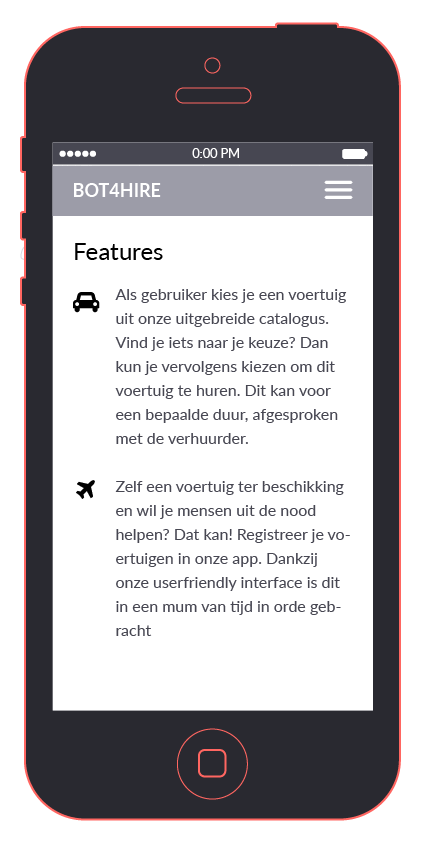 0:00 PM
BOT4HIRE
Features
Als gebruiker kies je een voertuig
uit onze uitgebreide catalogus.
Vind je iets naar je keuze? Dan
kun je vervolgens kiezen om dit
voertuig te huren. Dit kan voor
een bepaalde duur, afgesproken
met de verhuurder.
Zelf een voertuig ter beschikking
en wil je mensen uit de nood
helpen? Dat kan! Registreer je vo-
ertuigen in onze app. Dankzij
onze userfriendly interface is dit
in een mum van tijd in orde geb-
racht